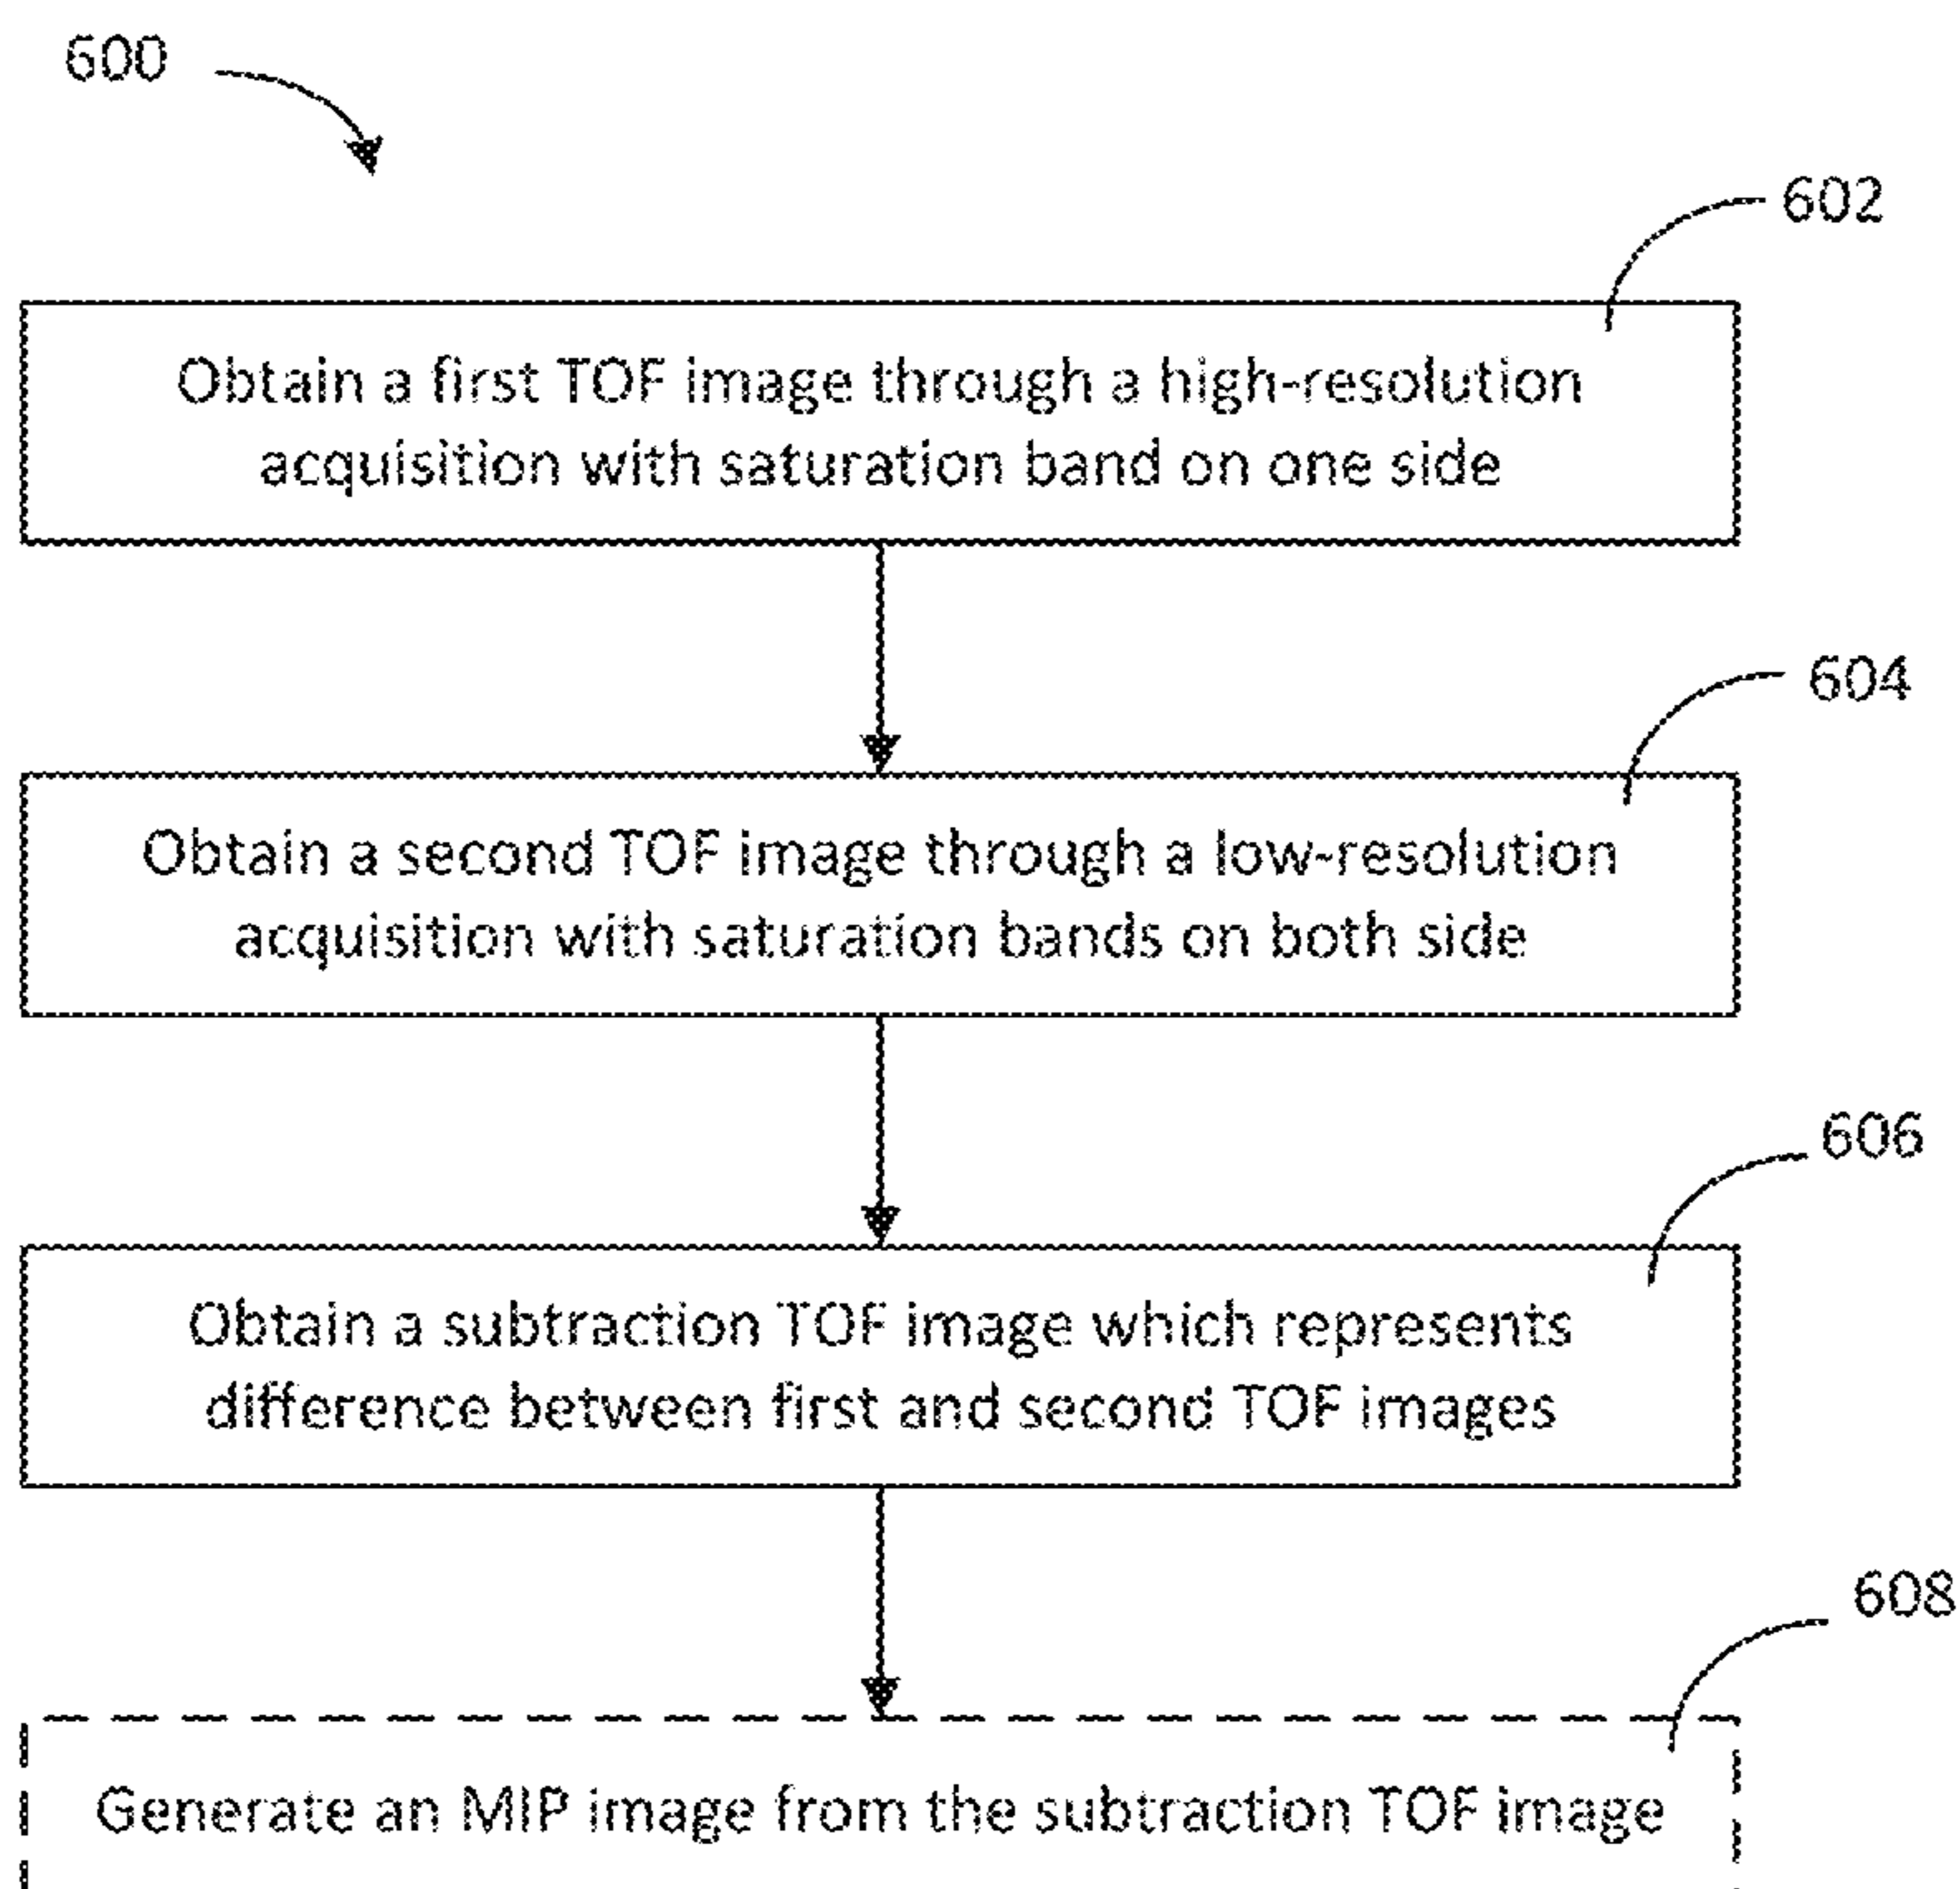 600
602
Obtain a first TOF image through a high-resolution
acquisition with saturation band on one side
604
Obtain a second TOF image through a low-resolution
acquisition with saturation bands on both side
606
Obtain a subtraction TOF image which represents
difference between first and second TOF images
608
Generate an MIP image from the subtraction TOF image